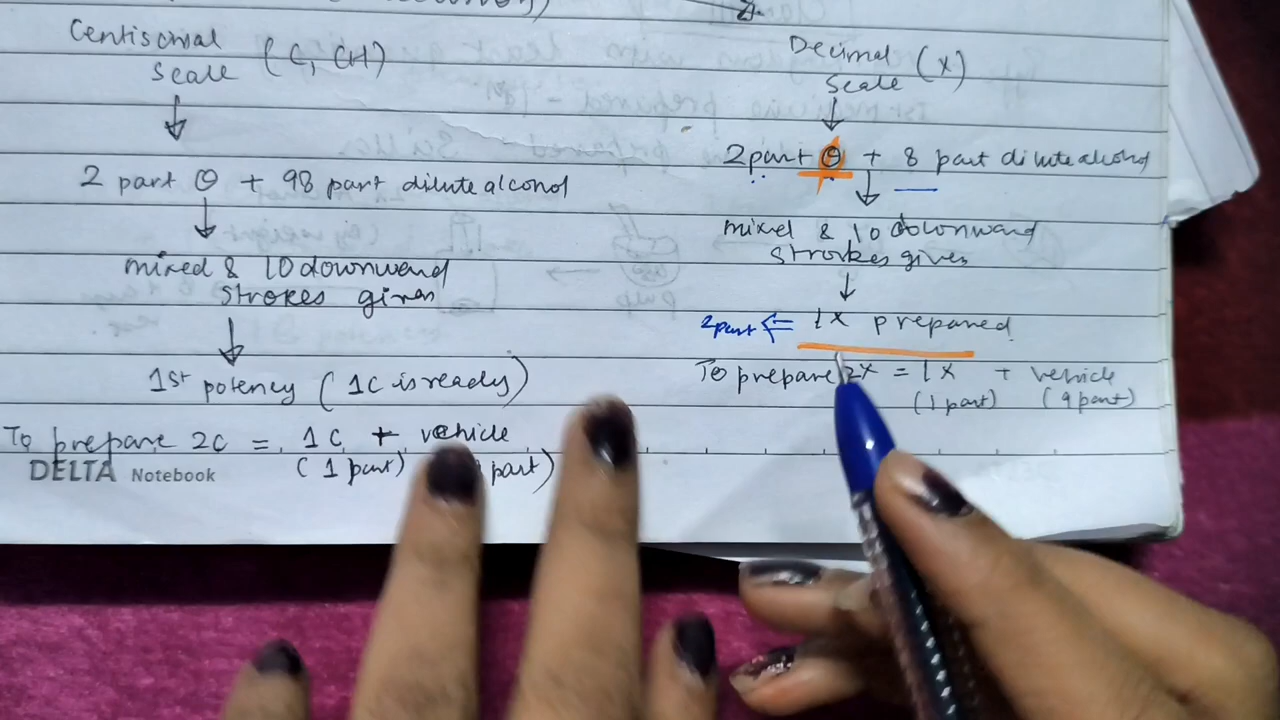 Centisimal
Scale (C, CH)
2 part θ + 98 part dilute alcohol
mixed & 10 downward
strokes given
1st potency (1C is ready)
To prepare 2C = 1C + vehicle
(1 part) part)
DELTA Notebook
Decimal
Scale (X)
2 part θ + 8 part dilute alcohol
mixed & 10 downward
strokes gives
2 part ⇐ 1X prepared
To prepare 2X = 1X + vehicle
(1 part) (9 part)